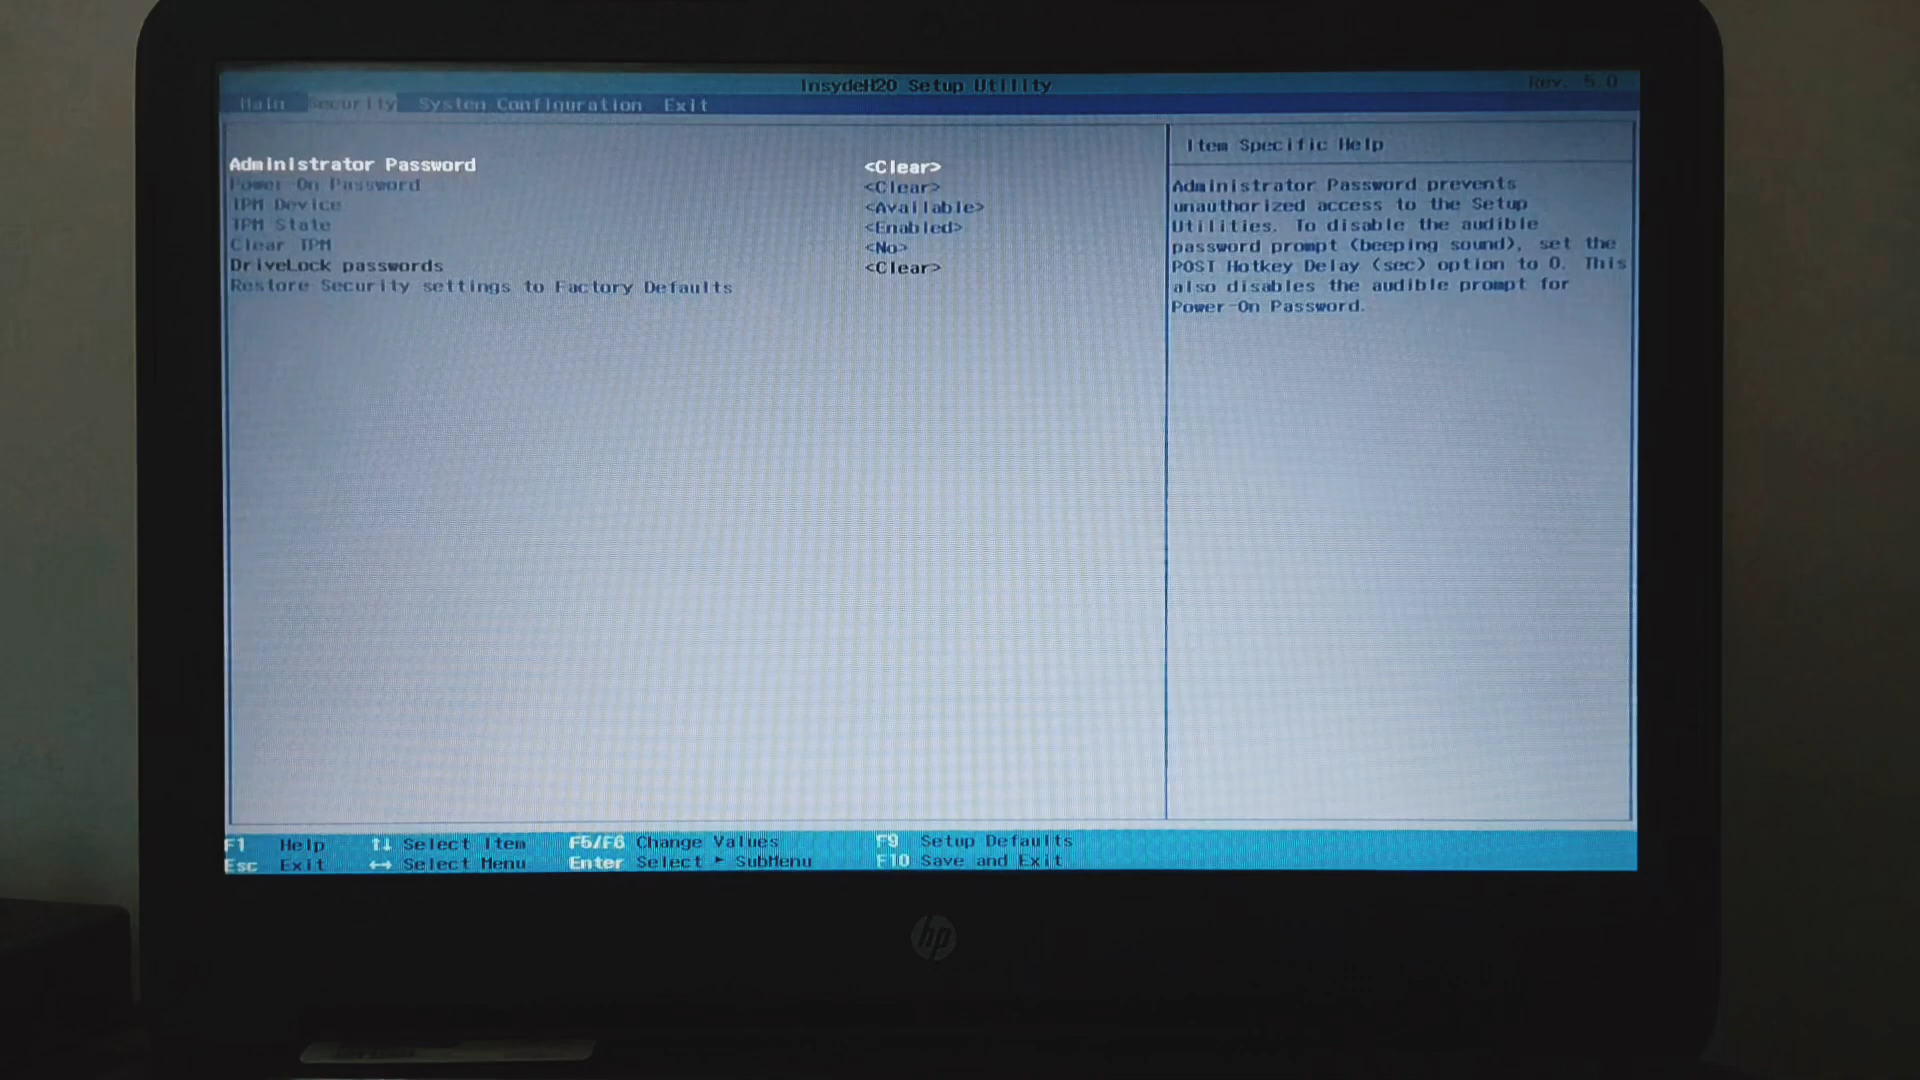 InsydeH20 Setup Utility
Rev. 5.0
Main Security System Configuration Exit
Item Specific Help
Administrator Password <Clear>
Power-On Password <Clear>
TPM Device <Available>
TPM State <Enabled>
Clear TPM <No>
DriveLock passwords <Clear>
Restore Security settings to Factory Defaults
Administrator Password prevents
unauthorized access to the Setup
Utilities. To disable the audible
password prompt (beeping sound), set the
POST Hotkey Delay (sec) option to 0. This
also disables the audible prompt for
Power-On Password.
F1 Help ↑↓ Select Item F5/F6 Change Values F9 Setup Defaults
Esc Exit ↔ Select Menu Enter Select ► SubMenu F10 Save and Exit
hp